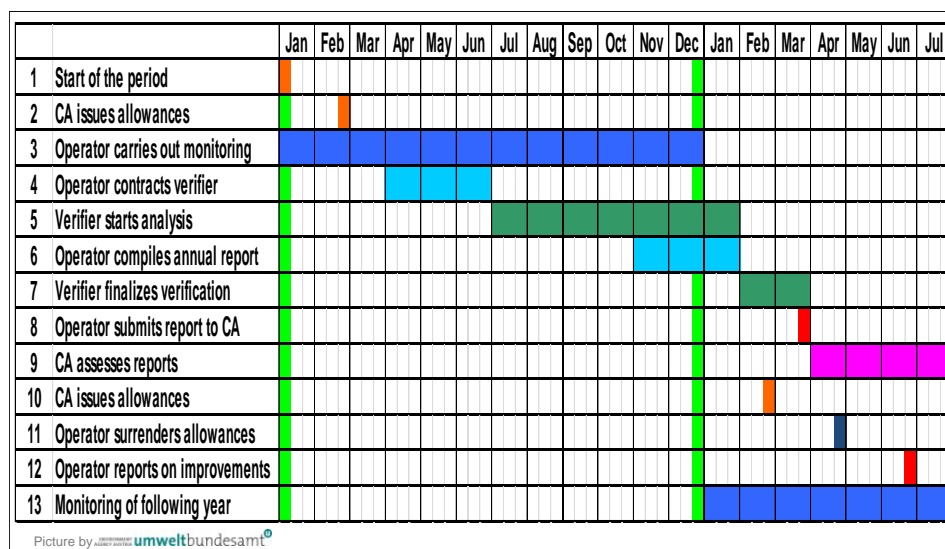 Jan Feb Mar Apr May Jun Jul Aug Sep Oct Nov Dec Jan Feb Mar Apr May Jun Jul
1 Start of the period
2 CA issues allowances
3 Operator carries out monitoring
4 Operator contracts verifier
5 Verifier starts analysis
6 Operator compiles annual report
7 Verifier finalizes verification
8 Operator submits report to CA
9 CA assesses reports
10 CA issues allowances
11 Operator surrenders allowances
12 Operator reports on improvements
13 Monitoring of following year
Picture by ENVIRONMENT AGENCY AUSTRIA umweltbundesamt